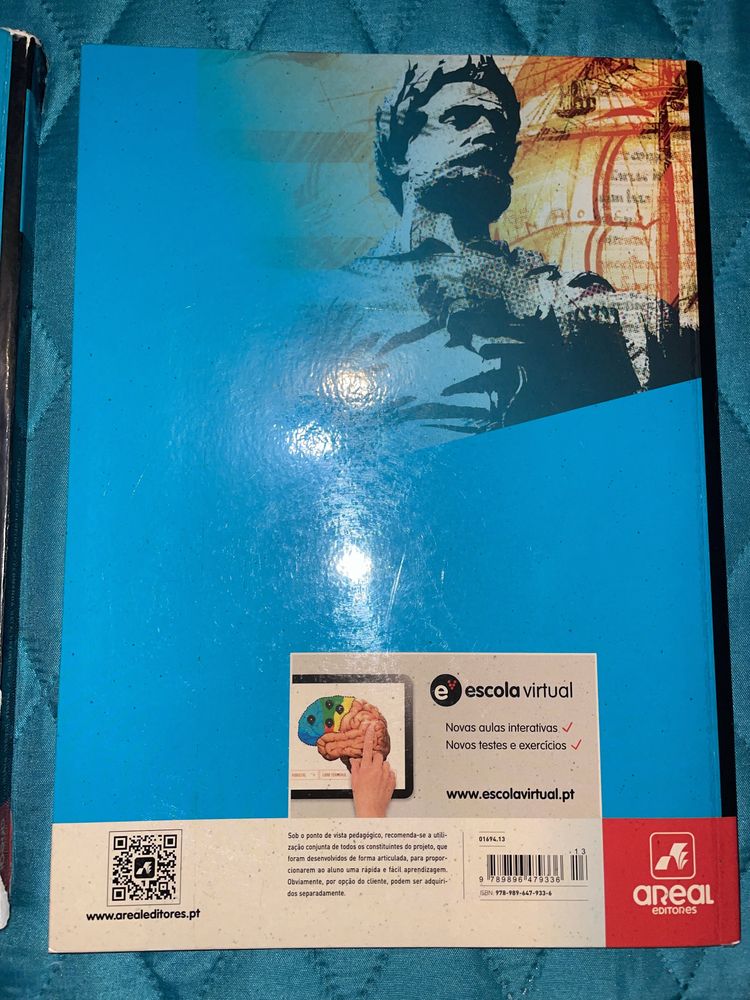 escola virtual
Novas aulas interativas
Novos testes e exercícios
www.escolavirtual.pt
www.arealeditores.pt
Sob o ponto de vista pedagógico, recomenda-se a utili-
zação conjunta de todos os constituintes do projeto, que
foram desenvolvidos de forma articulada, para propor-
cionarem ao aluno uma rápida e fácil aprendizagem.
Obviamente, por opção do cliente, podem ser adquiri-
dos separadamente.
01694.13
13
9 789896 479336
ISBN: 978-989-647-933-6
areal
EDITORES